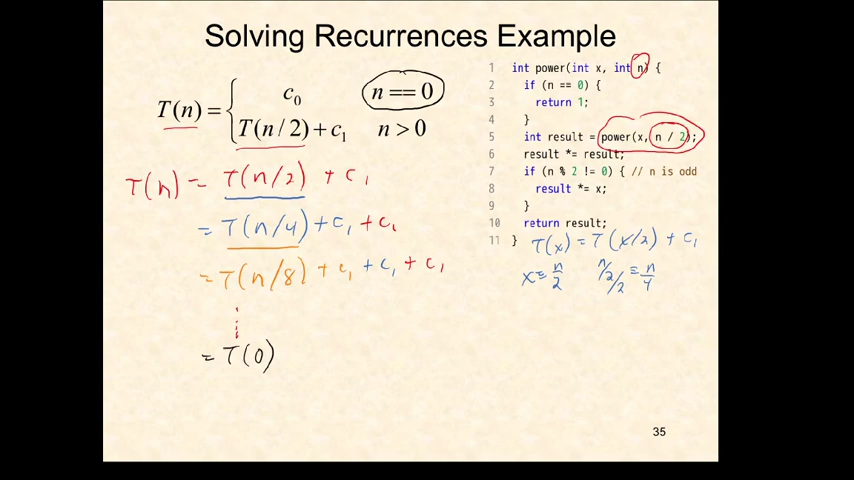 Solving Recurrences Example
T(n) = { c₀ n == 0
T(n / 2) + c₁ n > 0
T(n) = T(n/2) + c₁
= T(n/4) + c₁ + c₁
= T(n/8) + c₁ + c₁ + c₁
⋮
= T(0)
1 int power(int x, int n) {
2 if (n == 0) {
3 return 1;
4 }
5 int result = power(x, n / 2);
6 result *= result;
7 if (n % 2 != 0) { // n is odd
8 result *= x;
9 }
10 return result;
11 }
T(x) = T(x/2) + c₁
x = n/2 n/2/2 = n/4
35